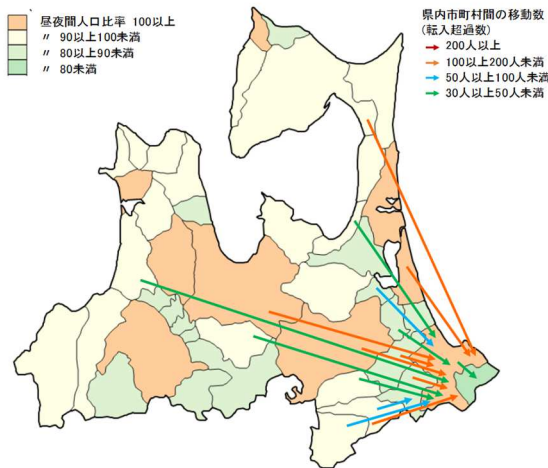 昼夜間人口比率 100以上
〃 90以上100未満
〃 80以上90未満
〃 80未満
県内市町村間の移動数
(転入超過数)
200人以上
100以上200人未満
50人以上100人未満
30人以上50人未満